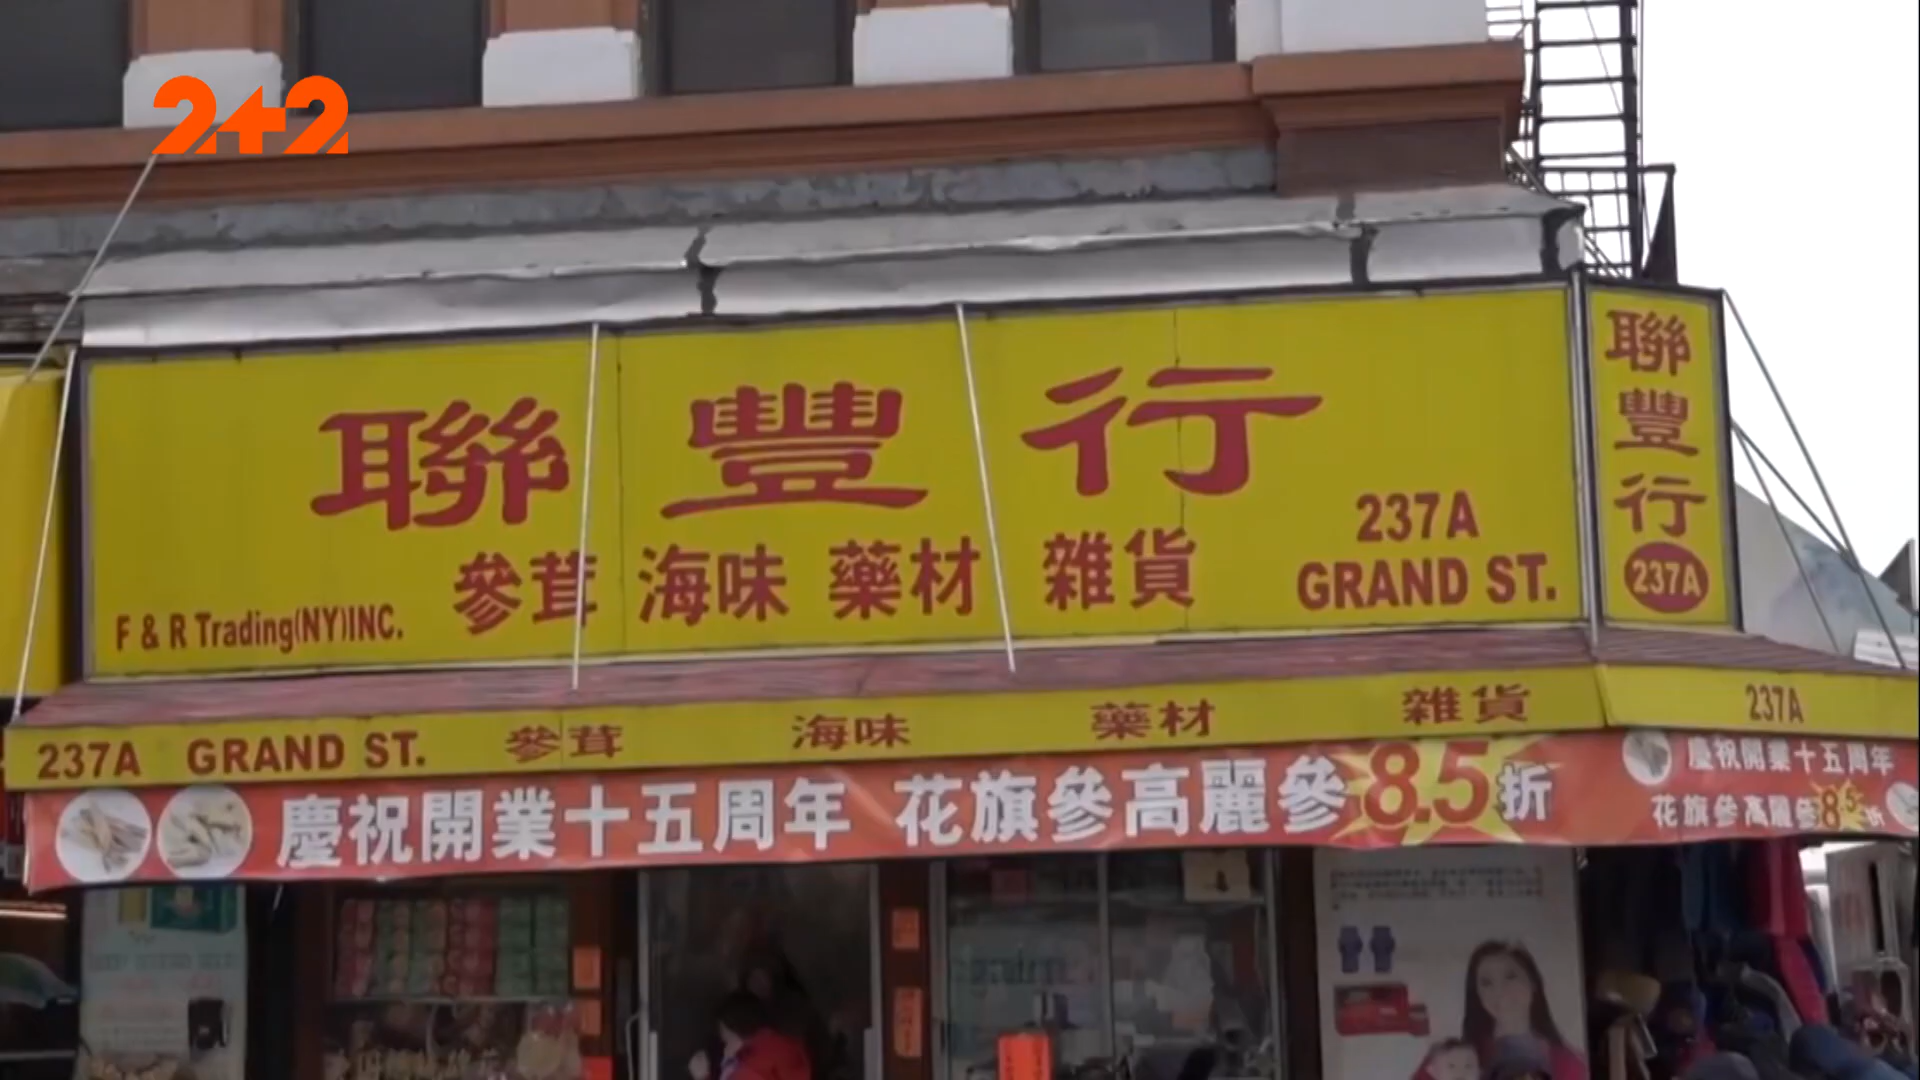 2+2
聯豐行
參茸 海味 藥材 雜貨
F & R Trading(NY)INC.
237A
GRAND ST.
聯豐行
237A
237A GRAND ST. 參茸 海味 藥材 雜貨
237A
慶祝開業十五周年 花旗參高麗參8.5折
慶祝開業十五周年
花旗參高麗參8.5折